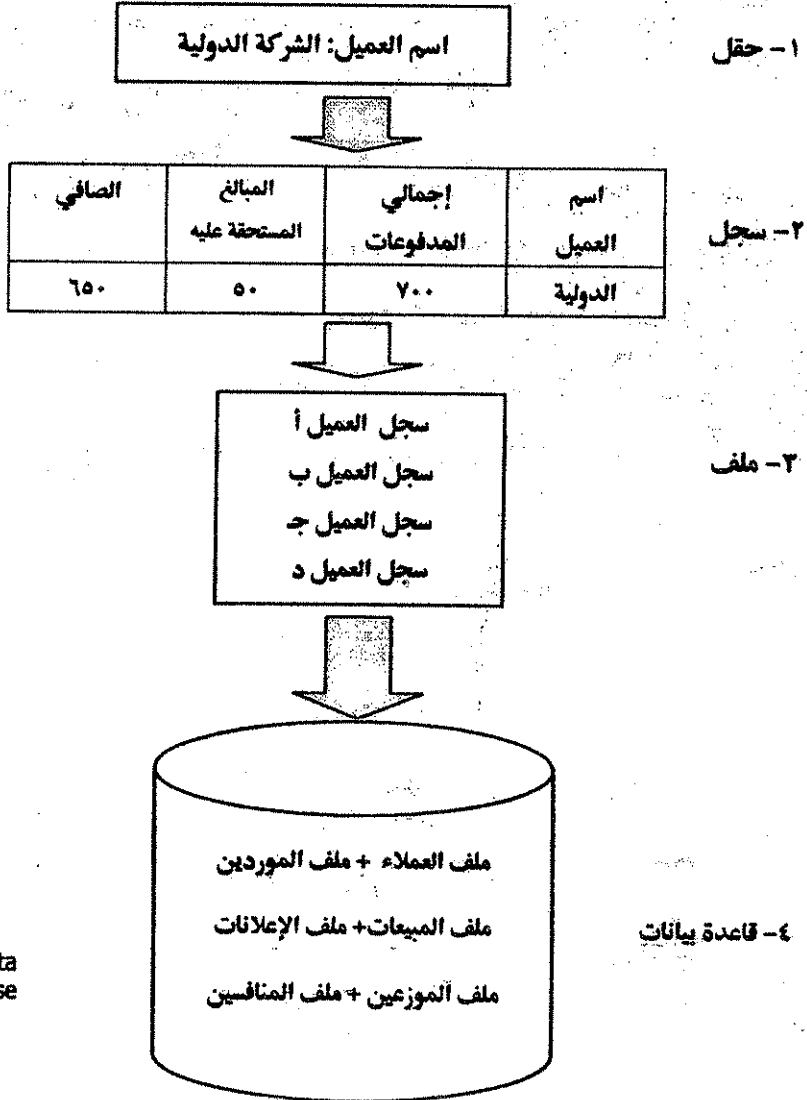 ١- حقل
اسم العميل: الشركة الدولية
٢- سجل
اسم العميل
إجمالي المدفوعات
المبالغ المستحقة عليه
الصافي
الدولية
٧٠٠
٥٠
٦٥٠
٣- ملف
سجل العميل أ
سجل العميل ب
سجل العميل جـ
سجل العميل د
٤- قاعدة بيانات
ملف العملاء + ملف الموردين
ملف المبيعات+ ملف الإعلانات
ملف الموزعين + ملف المنافسين
ta
se